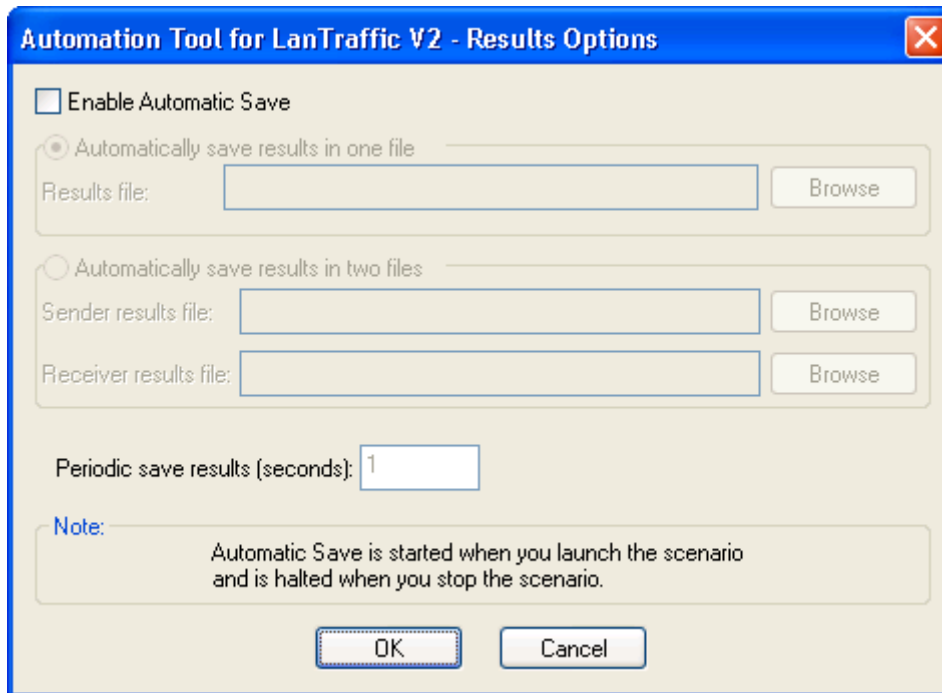 Automation Tool for LanTraffic V2 - Results Options
Enable Automatic Save
Automatically save results in one file
Results file:
Browse
Automatically save results in two files
Sender results file:
Browse
Receiver results file:
Browse
Periodic save results (seconds): 1
Note:
Automatic Save is started when you launch the scenario
and is halted when you stop the scenario.
OK
Cancel